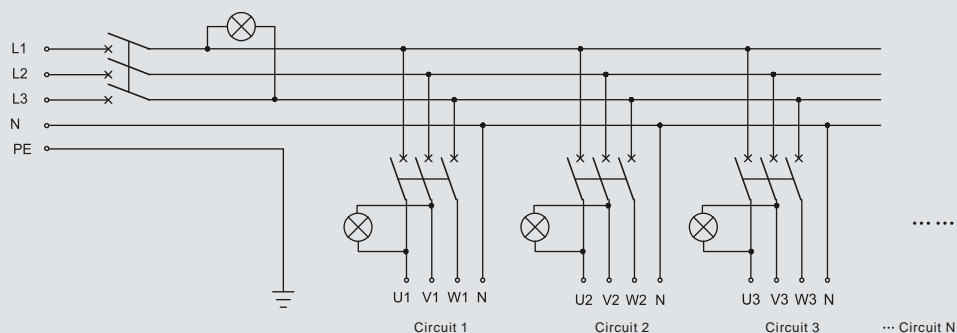 L1
L2
L3
N
PE
U1 V1 W1 N
U2 V2 W2 N
U3 V3 W3 N
……
Circuit 1
Circuit 2
Circuit 3
··· Circuit N